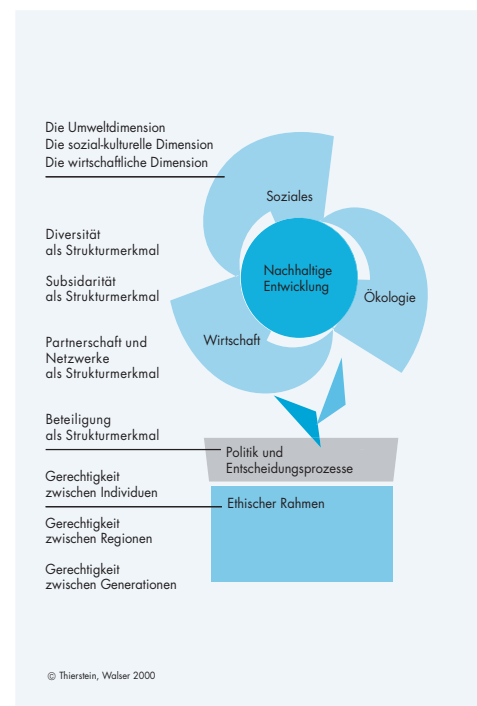 Die Umweltdimension
Die sozial-kulturelle Dimension
Die wirtschaftliche Dimension
Soziales
Diversität
als Strukturmerkmal
Subsidarität
als Strukturmerkmal
Nachhaltige
Entwicklung
Ökologie
Wirtschaft
Partnerschaft und
Netzwerke
als Strukturmerkmal
Beteiligung
als Strukturmerkmal
Politik und
Entscheidungsprozesse
Gerechtigkeit
zwischen Individuen
Ethischer Rahmen
Gerechtigkeit
zwischen Regionen
Gerechtigkeit
zwischen Generationen
© Thierstein, Walser 2000